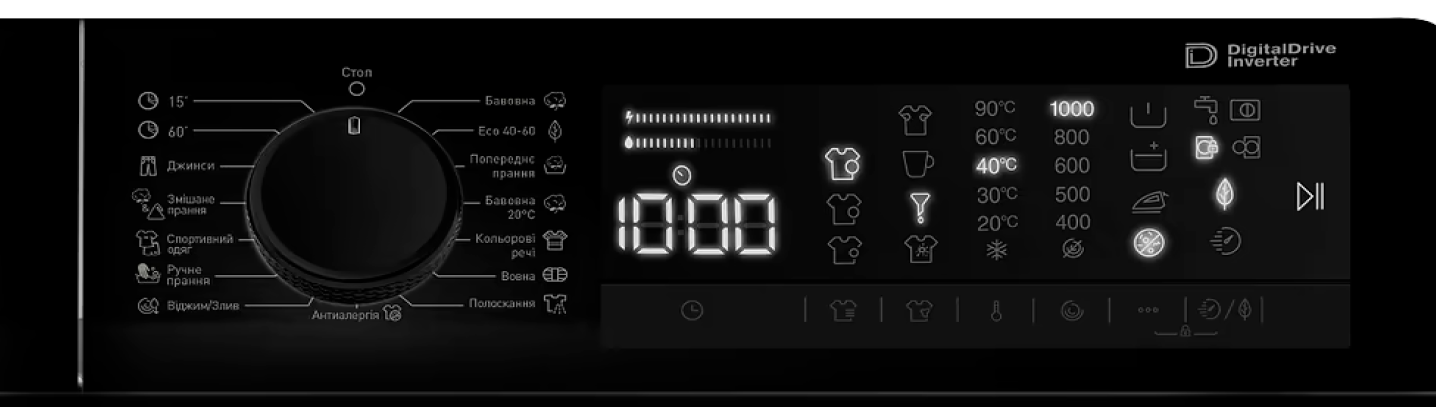 DigitalDrive
Inverter
Стоп
15'
60'
Джинси
Змішане
прання
&
Спортивний
одяг
Ручне
прання
Віджим/Злив
Антиалергія
Бавовна
Eco 40-60
Попереднє
прання
Бавовна
20°C
Кольорові
речі
Вовна
Полоскання
10:00
90°C
60°C
40°C
30°C
20°C
1000
800
600
500
400
/